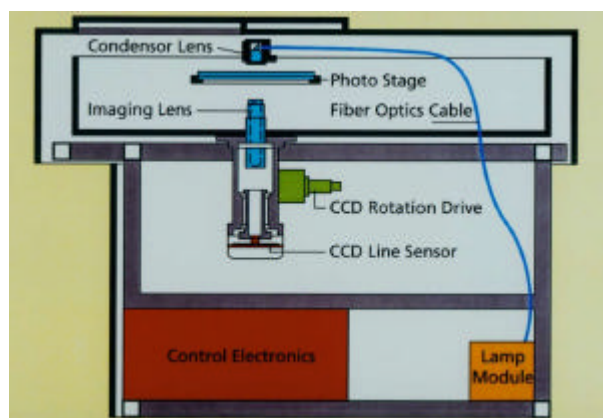 Condensor Lens
Photo Stage
Imaging Lens
Fiber Optics Cable
CCD Rotation Drive
CCD Line Sensor
Control Electronics
Lamp
Module